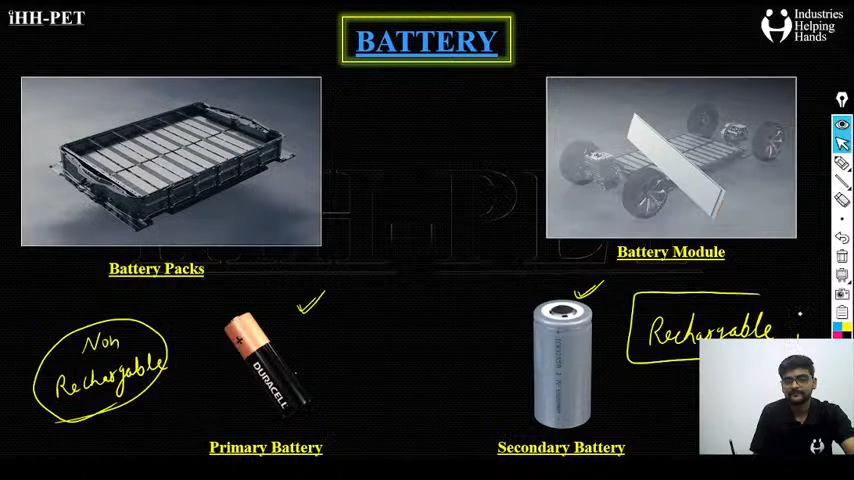 iHH-PET
BATTERY
Industries
Helping
Hands
Battery Packs
Battery Module
Non
Rechargable
DURACELL
Rechargable
Primary Battery
Secondary Battery